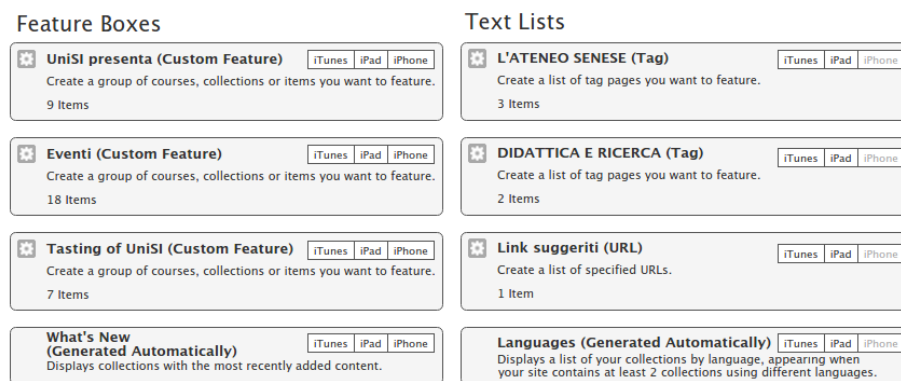 Feature Boxes
UniSI presenta (Custom Feature) iTunes iPad iPhone
Create a group of courses, collections or items you want to feature.
9 Items
Eventi (Custom Feature) iTunes iPad iPhone
Create a group of courses, collections or items you want to feature.
18 Items
Tasting of UniSI (Custom Feature) iTunes iPad iPhone
Create a group of courses, collections or items you want to feature.
7 Items
What's New
(Generated Automatically) iTunes iPad iPhone
Displays collections with the most recently added content.
Text Lists
L'ATENEO SENESE (Tag) iTunes iPad iPhone
Create a list of tag pages you want to feature.
3 Items
DIDATTICA E RICERCA (Tag) iTunes iPad iPhone
Create a list of tag pages you want to feature.
2 Items
Link suggeriti (URL) iTunes iPad iPhone
Create a list of specified URLs.
1 Item
Languages (Generated Automatically) iTunes iPad iPhone
Displays a list of your collections by language, appearing when
your site contains at least 2 collections using different languages.